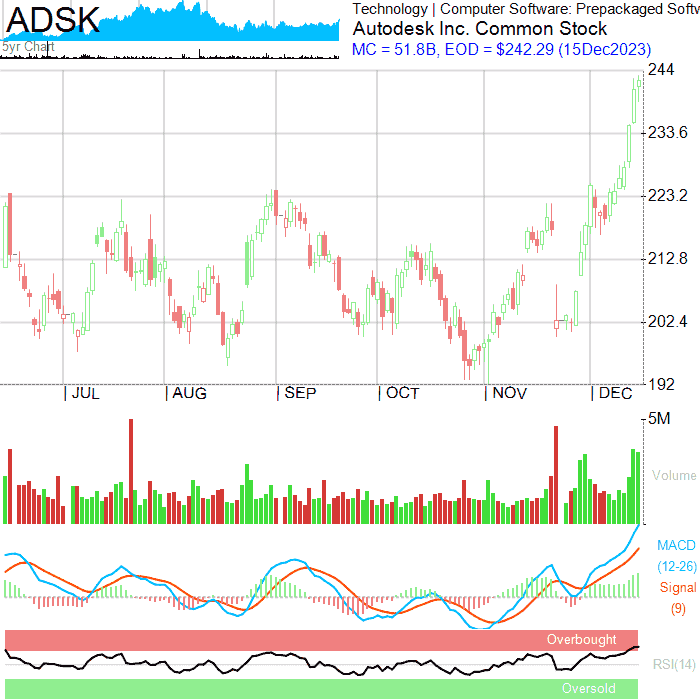 ADSK
5yr Chart
Technology | Computer Software: Prepackaged Softw
Autodesk Inc. Common Stock
MC = 51.8B, EOD = $242.29 (15Dec2023)
244
233.6
223.2
212.8
202.4
192
| JUL | AUG | SEP | OCT | NOV | DEC
5M
Volume
MACD
(12-26)
Signal
(9)
Overbought
RSI(14)
Oversold